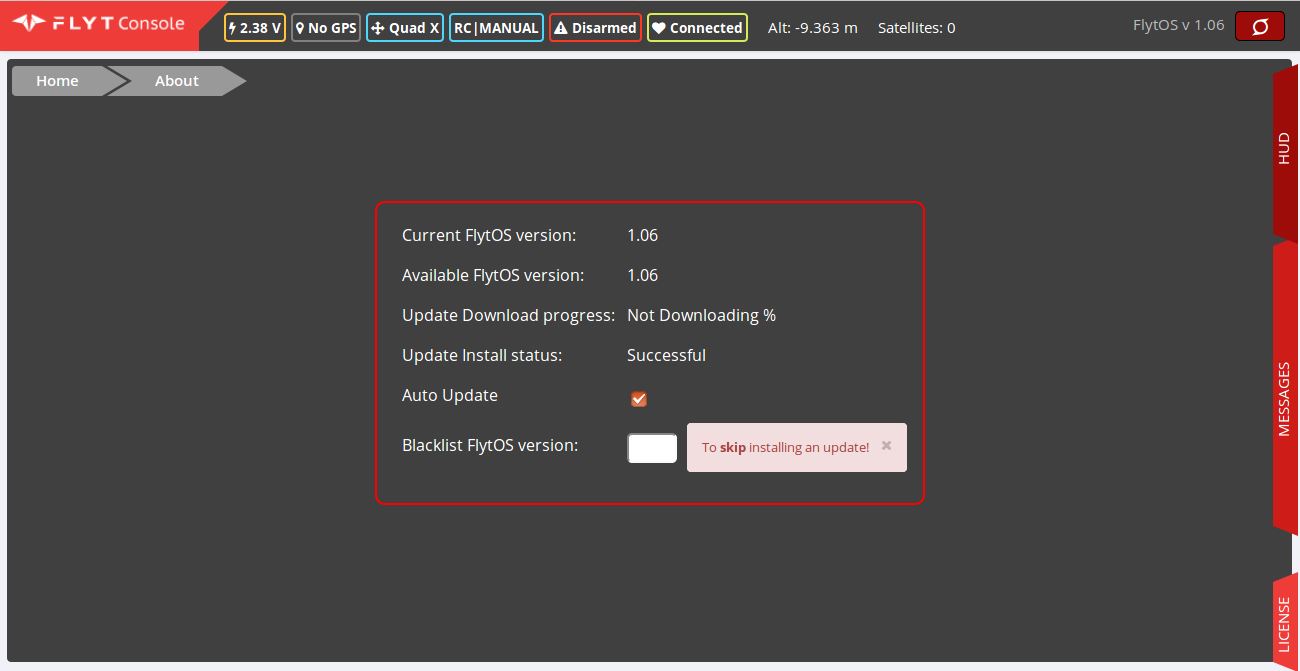 FLYT Console
2.38 V
No GPS
Quad X
RC|MANUAL
Disarmed
Connected
Alt: -9.363 m
Satellites: 0
FlytOS v 1.06
Home
About
HUD
Current FlytOS version: 1.06
Available FlytOS version: 1.06
Update Download progress: Not Downloading %
Update Install status: Successful
Auto Update
Blacklist FlytOS version:
To skip installing an update! ×
MESSAGES
LICENSE